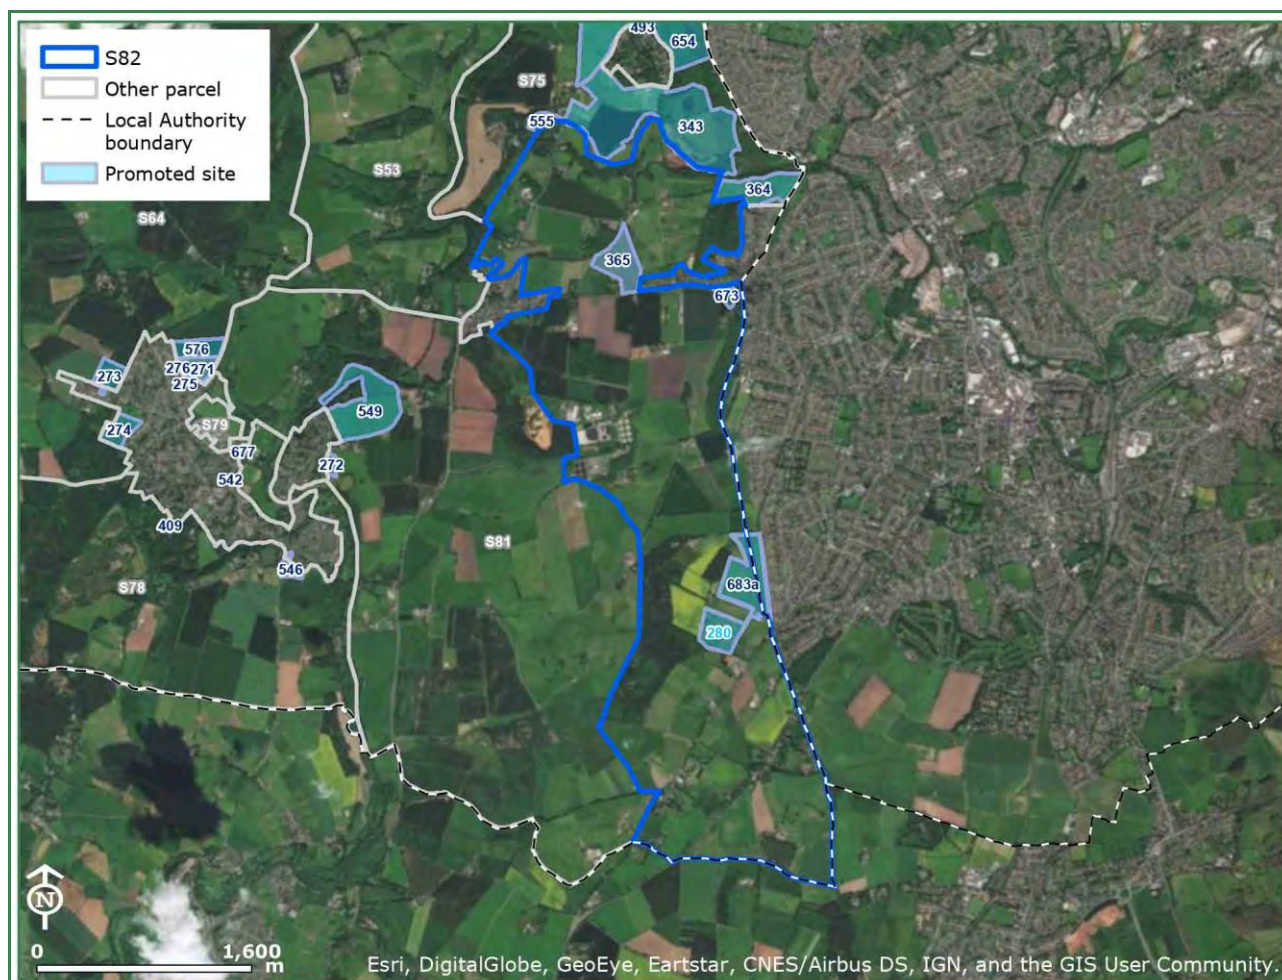 S82
Other parcel
Local Authority
boundary
Promoted site
493
654
S75
555
343
S53
364
S64
365
673
576
273
276
271
275
549
274
S79
677
272
542
409
S81
546
S78
683a
280
N
0
1,600
m
Esri, DigitalGlobe, GeoEye, Eartstar, CNES/Airbus DS, IGN, and the GIS User Community